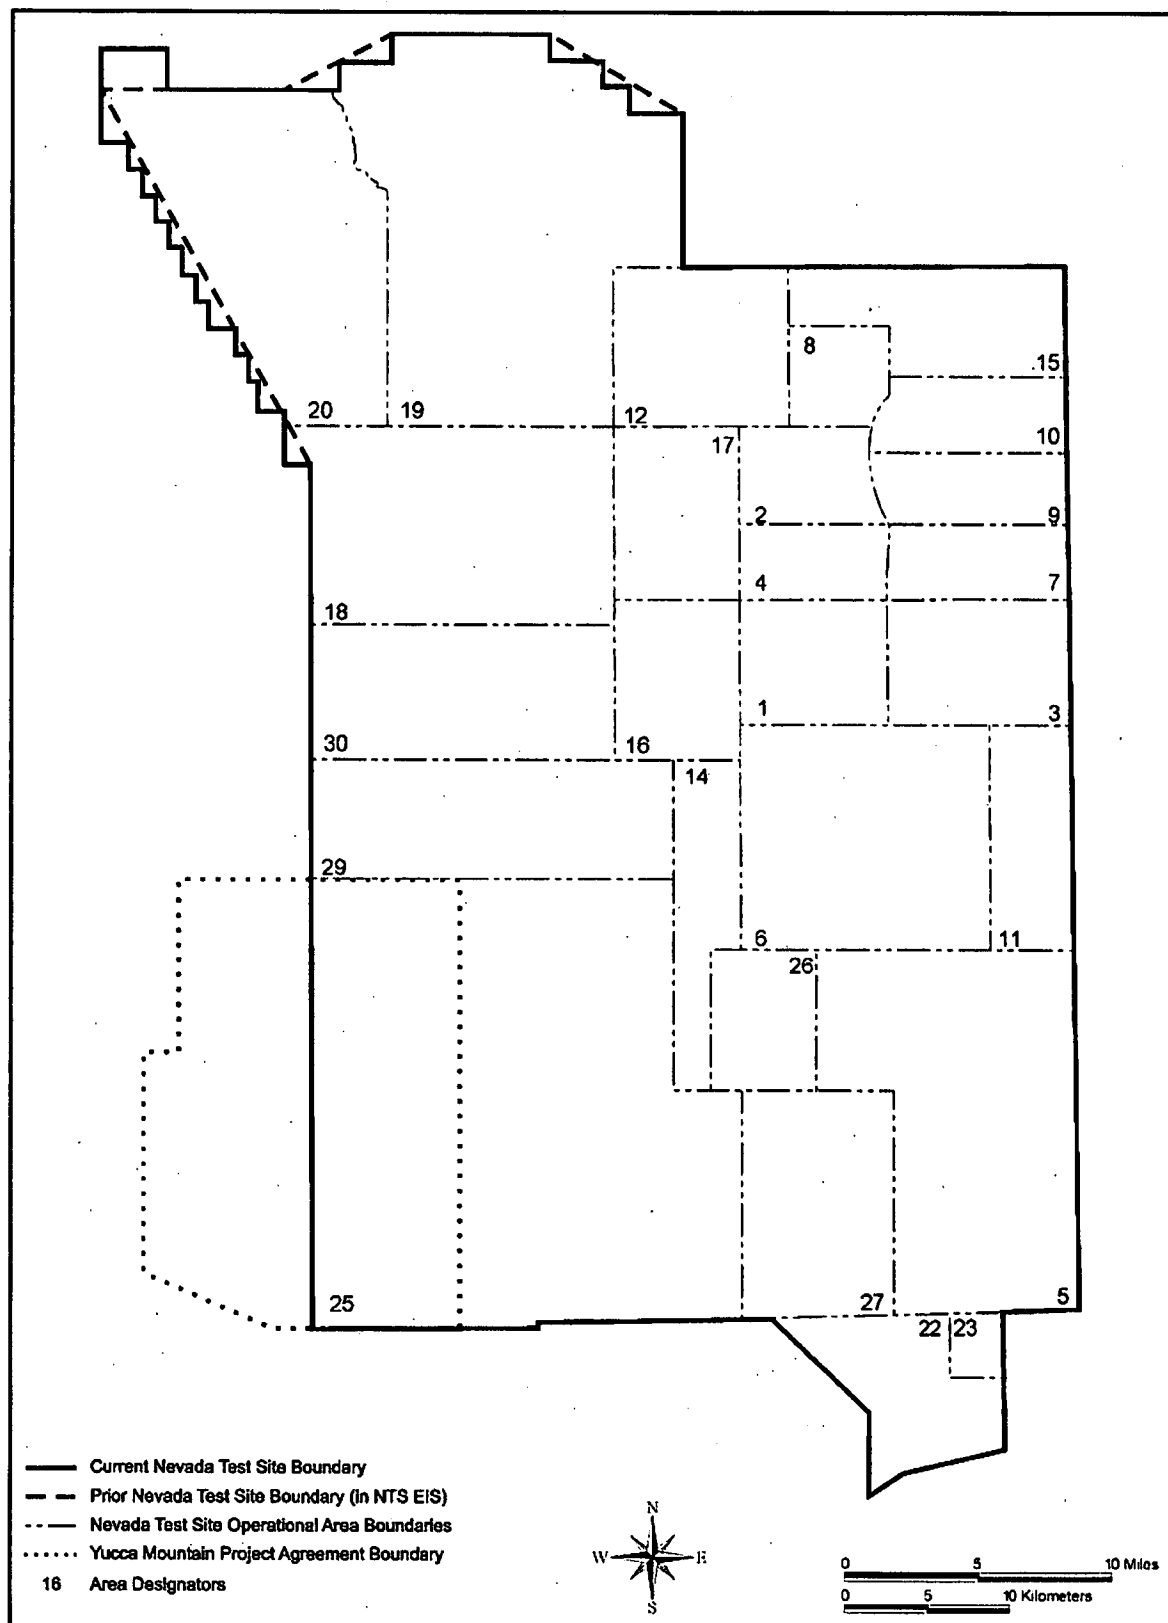 8
15
20
19
12
17
10
2
9
4
7
18
1
3
30
16
14
29
6
26
11
25
27
5
22
23
Current Nevada Test Site Boundary
Prior Nevada Test Site Boundary (in NTS EIS)
Nevada Test Site Operational Area Boundaries
Yucca Mountain Project Agreement Boundary
16 Area Designators
N
W E
S
0 5 10 Miles
0 5 10 Kilometers